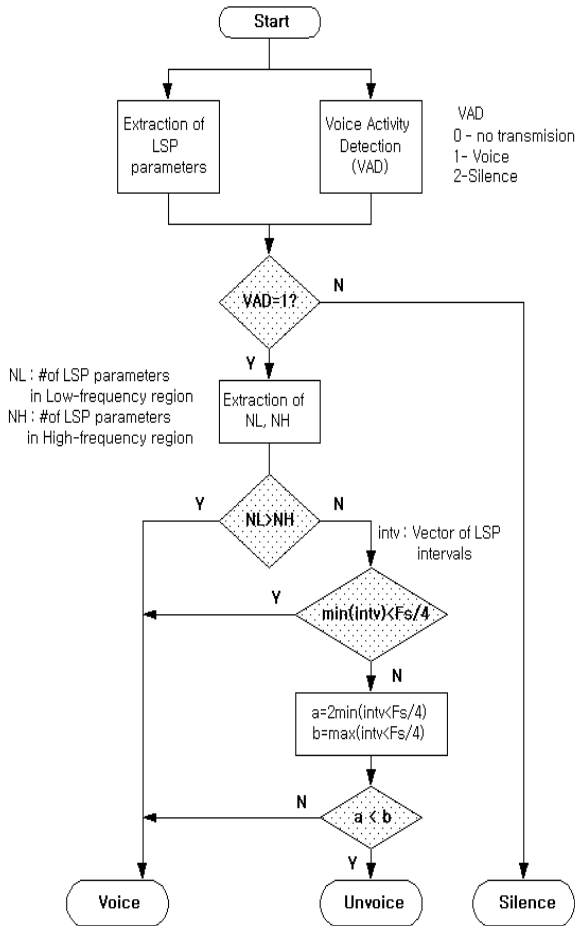 Start
Extraction of
LSP
parameters
Voice Activity
Detection
(VAD)
VAD
0 - no transmision
1- Voice
2-Silence
VAD=1?
N
Y
NL : #of LSP parameters
in Low-frequency region
NH : #of LSP parameters
in High-frequency region
Extraction of
NL, NH
Y
NL>NH
N
intv : Vector of LSP
intervals
Y
min(intv)<Fs/4
N
a=2min(intv<Fs/4)
b=max(intv<Fs/4)
N
a < b
Y
Voice
Unvoice
Silence